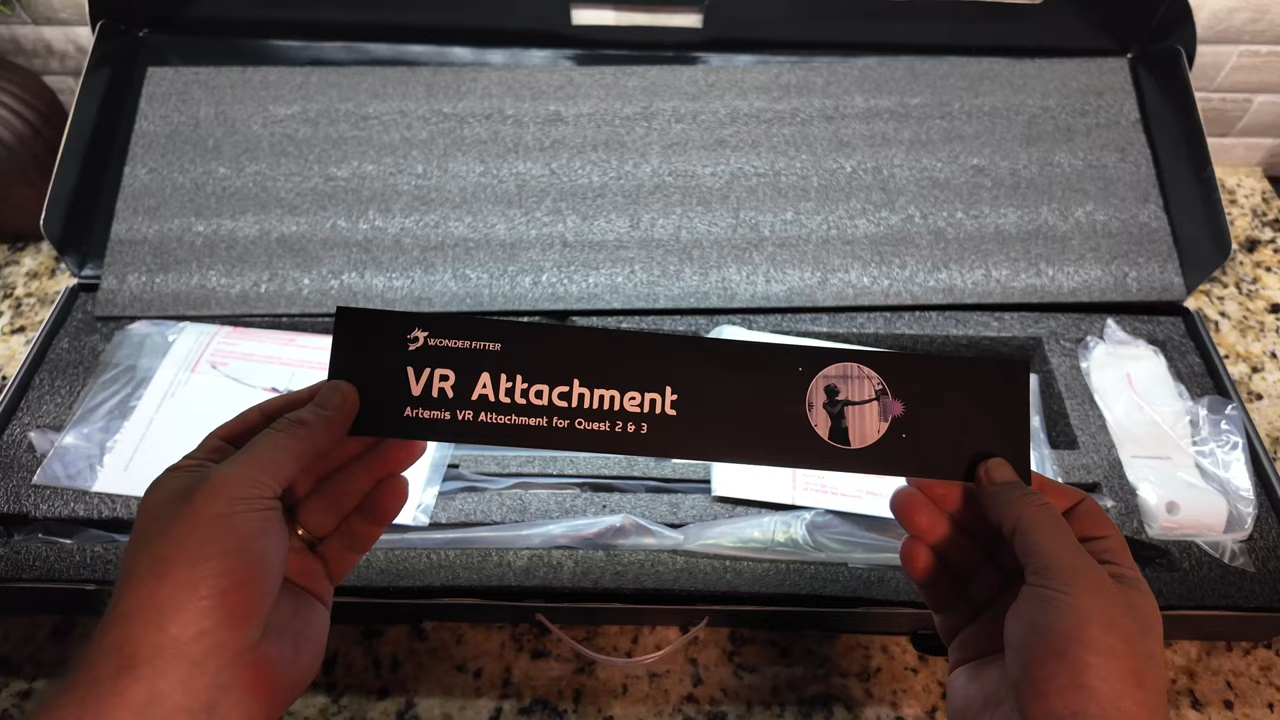 WONDER FITTER
VR Attachment
Artemis VR Attachment for Quest 2 & 3